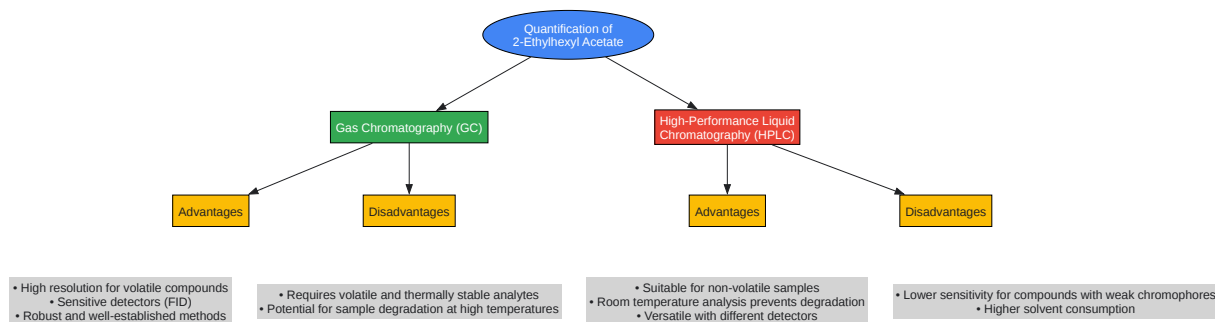 Quantification of
2-Ethylhexyl Acetate
Gas Chromatography (GC)
High-Performance Liquid
Chromatography (HPLC)
Advantages
Disadvantages
Advantages
Disadvantages
• High resolution for volatile compounds
• Sensitive detectors (FID)
• Robust and well-established methods
• Requires volatile and thermally stable analytes
• Potential for sample degradation at high temperatures
• Suitable for non-volatile samples
• Room temperature analysis prevents degradation
• Versatile with different detectors
• Lower sensitivity for compounds with weak chromophores
• Higher solvent consumption